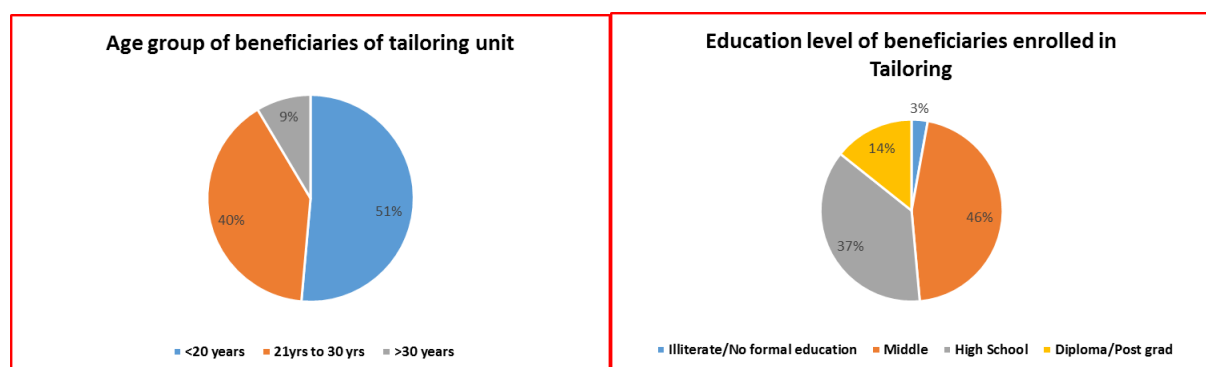 Age group of beneficiaries of tailoring unit
9%
40%
51%
<20 years 21yrs to 30 yrs >30 years
Education level of beneficiaries enrolled in
Tailoring
3%
14%
46%
37%
Illiterate/No formal education Middle High School Diploma/Post grad